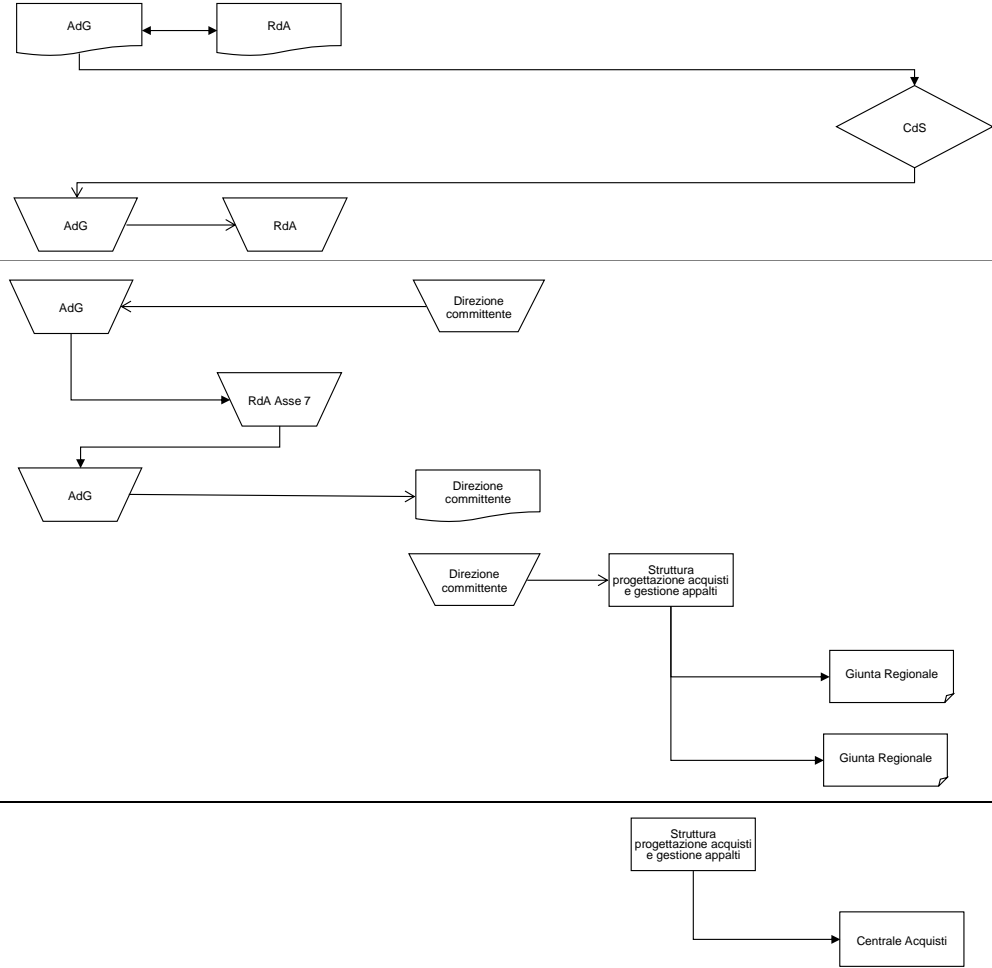 AdG
RdA
CdS
AdG
RdA
AdG
Direzione
committente
RdA Asse 7
AdG
Direzione
committente
Direzione
committente
Struttura
progettazione acquisti
e gestione appalti
Giunta Regionale
Giunta Regionale
Struttura
progettazione acquisti
e gestione appalti
Centrale Acquisti